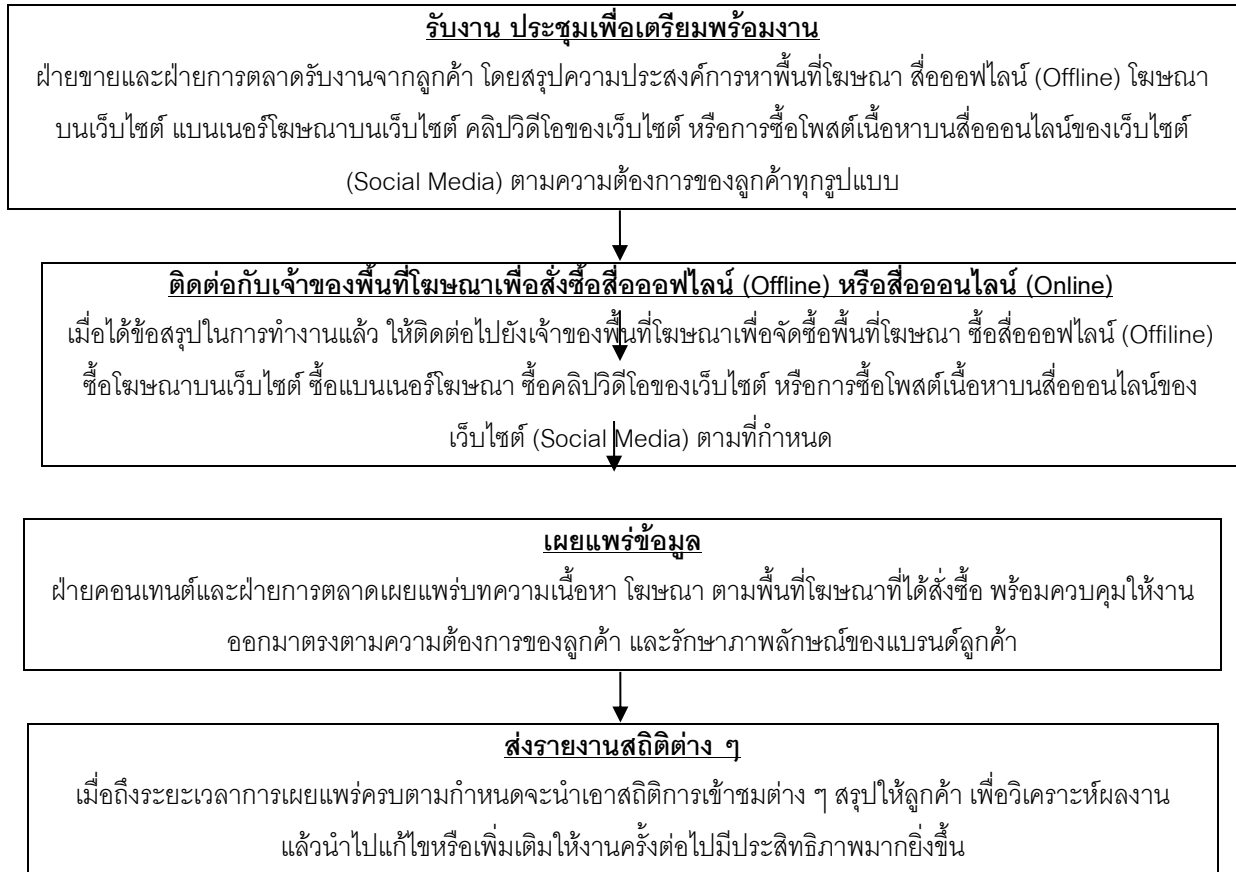 รับงาน ประชุมเพื่อเตรียมพร้อมงาน
ฝ่ายขายและฝ่ายการตลาดรับงานจากลูกค้า โดยสรุปความประสงค์การหาพื้นที่โฆษณา สื่อออฟไลน์ (Offline) โฆษณา
บนเว็บไซต์ แบนเนอร์โฆษณาบนเว็บไซต์ คลิปวิดีโอของเว็บไซต์ หรือการซื้อโพสต์เนื้อหาบนสื่อออนไลน์ของเว็บไซต์
(Social Media) ตามความต้องการของลูกค้าทุกรูปแบบ
ติดต่อกับเจ้าของพื้นที่โฆษณาเพื่อสั่งซื้อสื่อออฟไลน์ (Offline) หรือสื่อออนไลน์ (Online)
เมื่อได้ข้อสรุปในการทำงานแล้ว ให้ติดต่อไปยังเจ้าของพื้นที่โฆษณาเพื่อจัดซื้อพื้นที่โฆษณา ซื้อสื่อออฟไลน์ (Offiline)
ซื้อโฆษณาบนเว็บไซต์ ซื้อแบนเนอร์โฆษณา ซื้อคลิปวิดีโอของเว็บไซต์ หรือการซื้อโพสต์เนื้อหาบนสื่อออนไลน์ของ
เว็บไซต์ (Social Media) ตามที่กำหนด
เผยแพร่ข้อมูล
ฝ่ายคอนเทนต์และฝ่ายการตลาดเผยแพร่บทความเนื้อหา โฆษณา ตามพื้นที่โฆษณาที่ได้สั่งซื้อ พร้อมควบคุมให้งาน
ออกมาตรงตามความต้องการของลูกค้า และรักษาภาพลักษณ์ของแบรนด์ลูกค้า
ส่งรายงานสถิติต่าง ๆ
เมื่อถึงระยะเวลาการเผยแพร่ครบตามกำหนดจะนำเอาสถิติการเข้าชมต่าง ๆ สรุปให้ลูกค้า เพื่อวิเคราะห์ผลงาน
แล้วนำไปแก้ไขหรือเพิ่มเติมให้งานครั้งต่อไปมีประสิทธิภาพมากยิ่งขึ้น